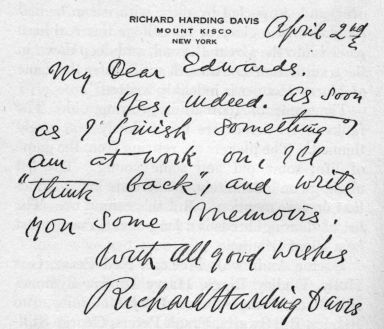 RICHARD HARDING DAVIS
MOUNT KISCO
NEW YORK
April 2nd
My Dear Edwards.
Yes, indeed. As soon
as I finish something I
am at work on, I'll
"think back", and write
you some memoirs.
With all good wishes
Richard Harding Davis